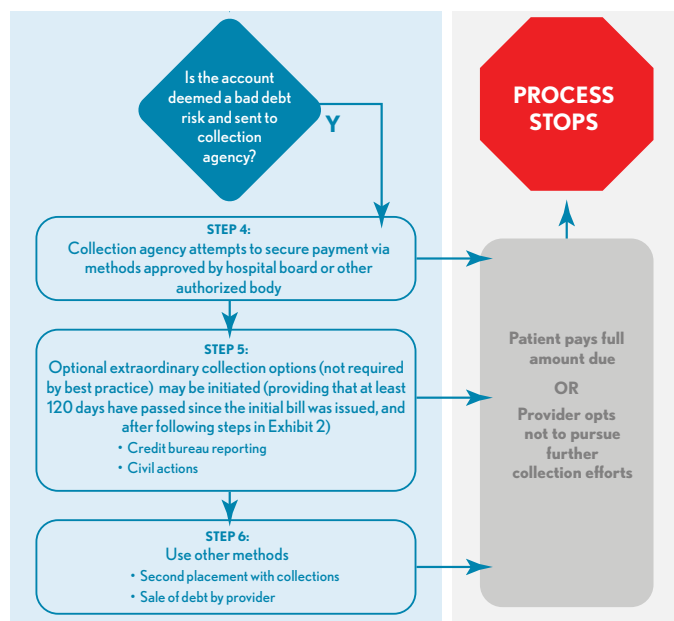 Is the account
deemed a bad debt
risk and sent to
collection
agency?
Y
PROCESS
STOPS
STEP 4:
Collection agency attempts to secure payment via
methods approved by hospital board or other
authorized body
STEP 5:
Optional extraordinary collection options (not required
by best practice) may be initiated (providing that at least
120 days have passed since the initial bill was issued, and
after following steps in Exhibit 2)
• Credit bureau reporting
• Civil actions
STEP 6:
Use other methods
• Second placement with collections
• Sale of debt by provider
Patient pays full
amount due
OR
Provider opts
not to pursue
further
collection efforts